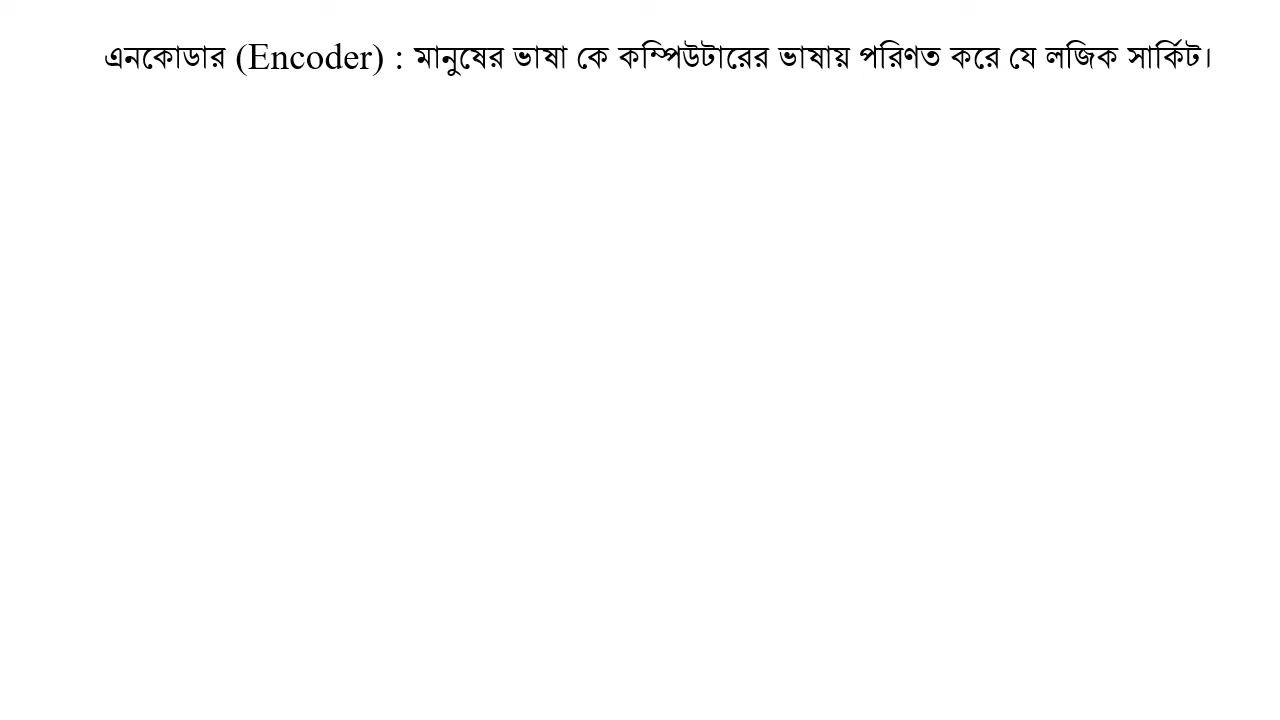 এনকোডার (Encoder) : মানুষের ভাষা কে কম্পিউটারের ভাষায় পরিণত করে যে লজিক সার্কিট।